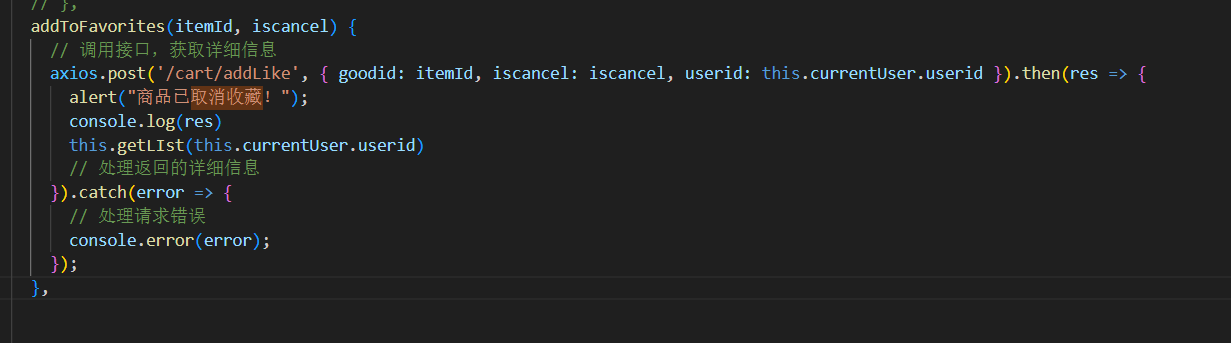 // },
addToFavorites(itemId, iscancel) {
// 调用接口，获取详细信息
axios.post('/cart/addLike', { goodid: itemId, iscancel: iscancel, userid: this.currentUser.userid }).then(res => {
alert("商品已取消收藏！");
console.log(res)
this.getLIst(this.currentUser.userid)
// 处理返回的详细信息
}).catch(error => {
// 处理请求错误
console.error(error);
});
},